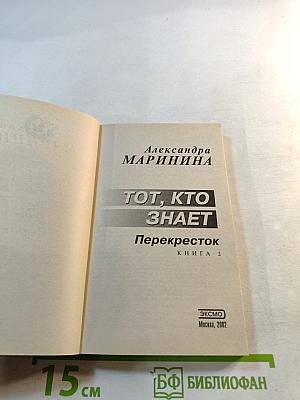 Александра
МАРИНИНА
ТОТ, КТО
ЗНАЕТ
Перекресток
КНИГА 2
ЭКСМО
Москва, 2002
15 см
БФ БИБЛИОФАН